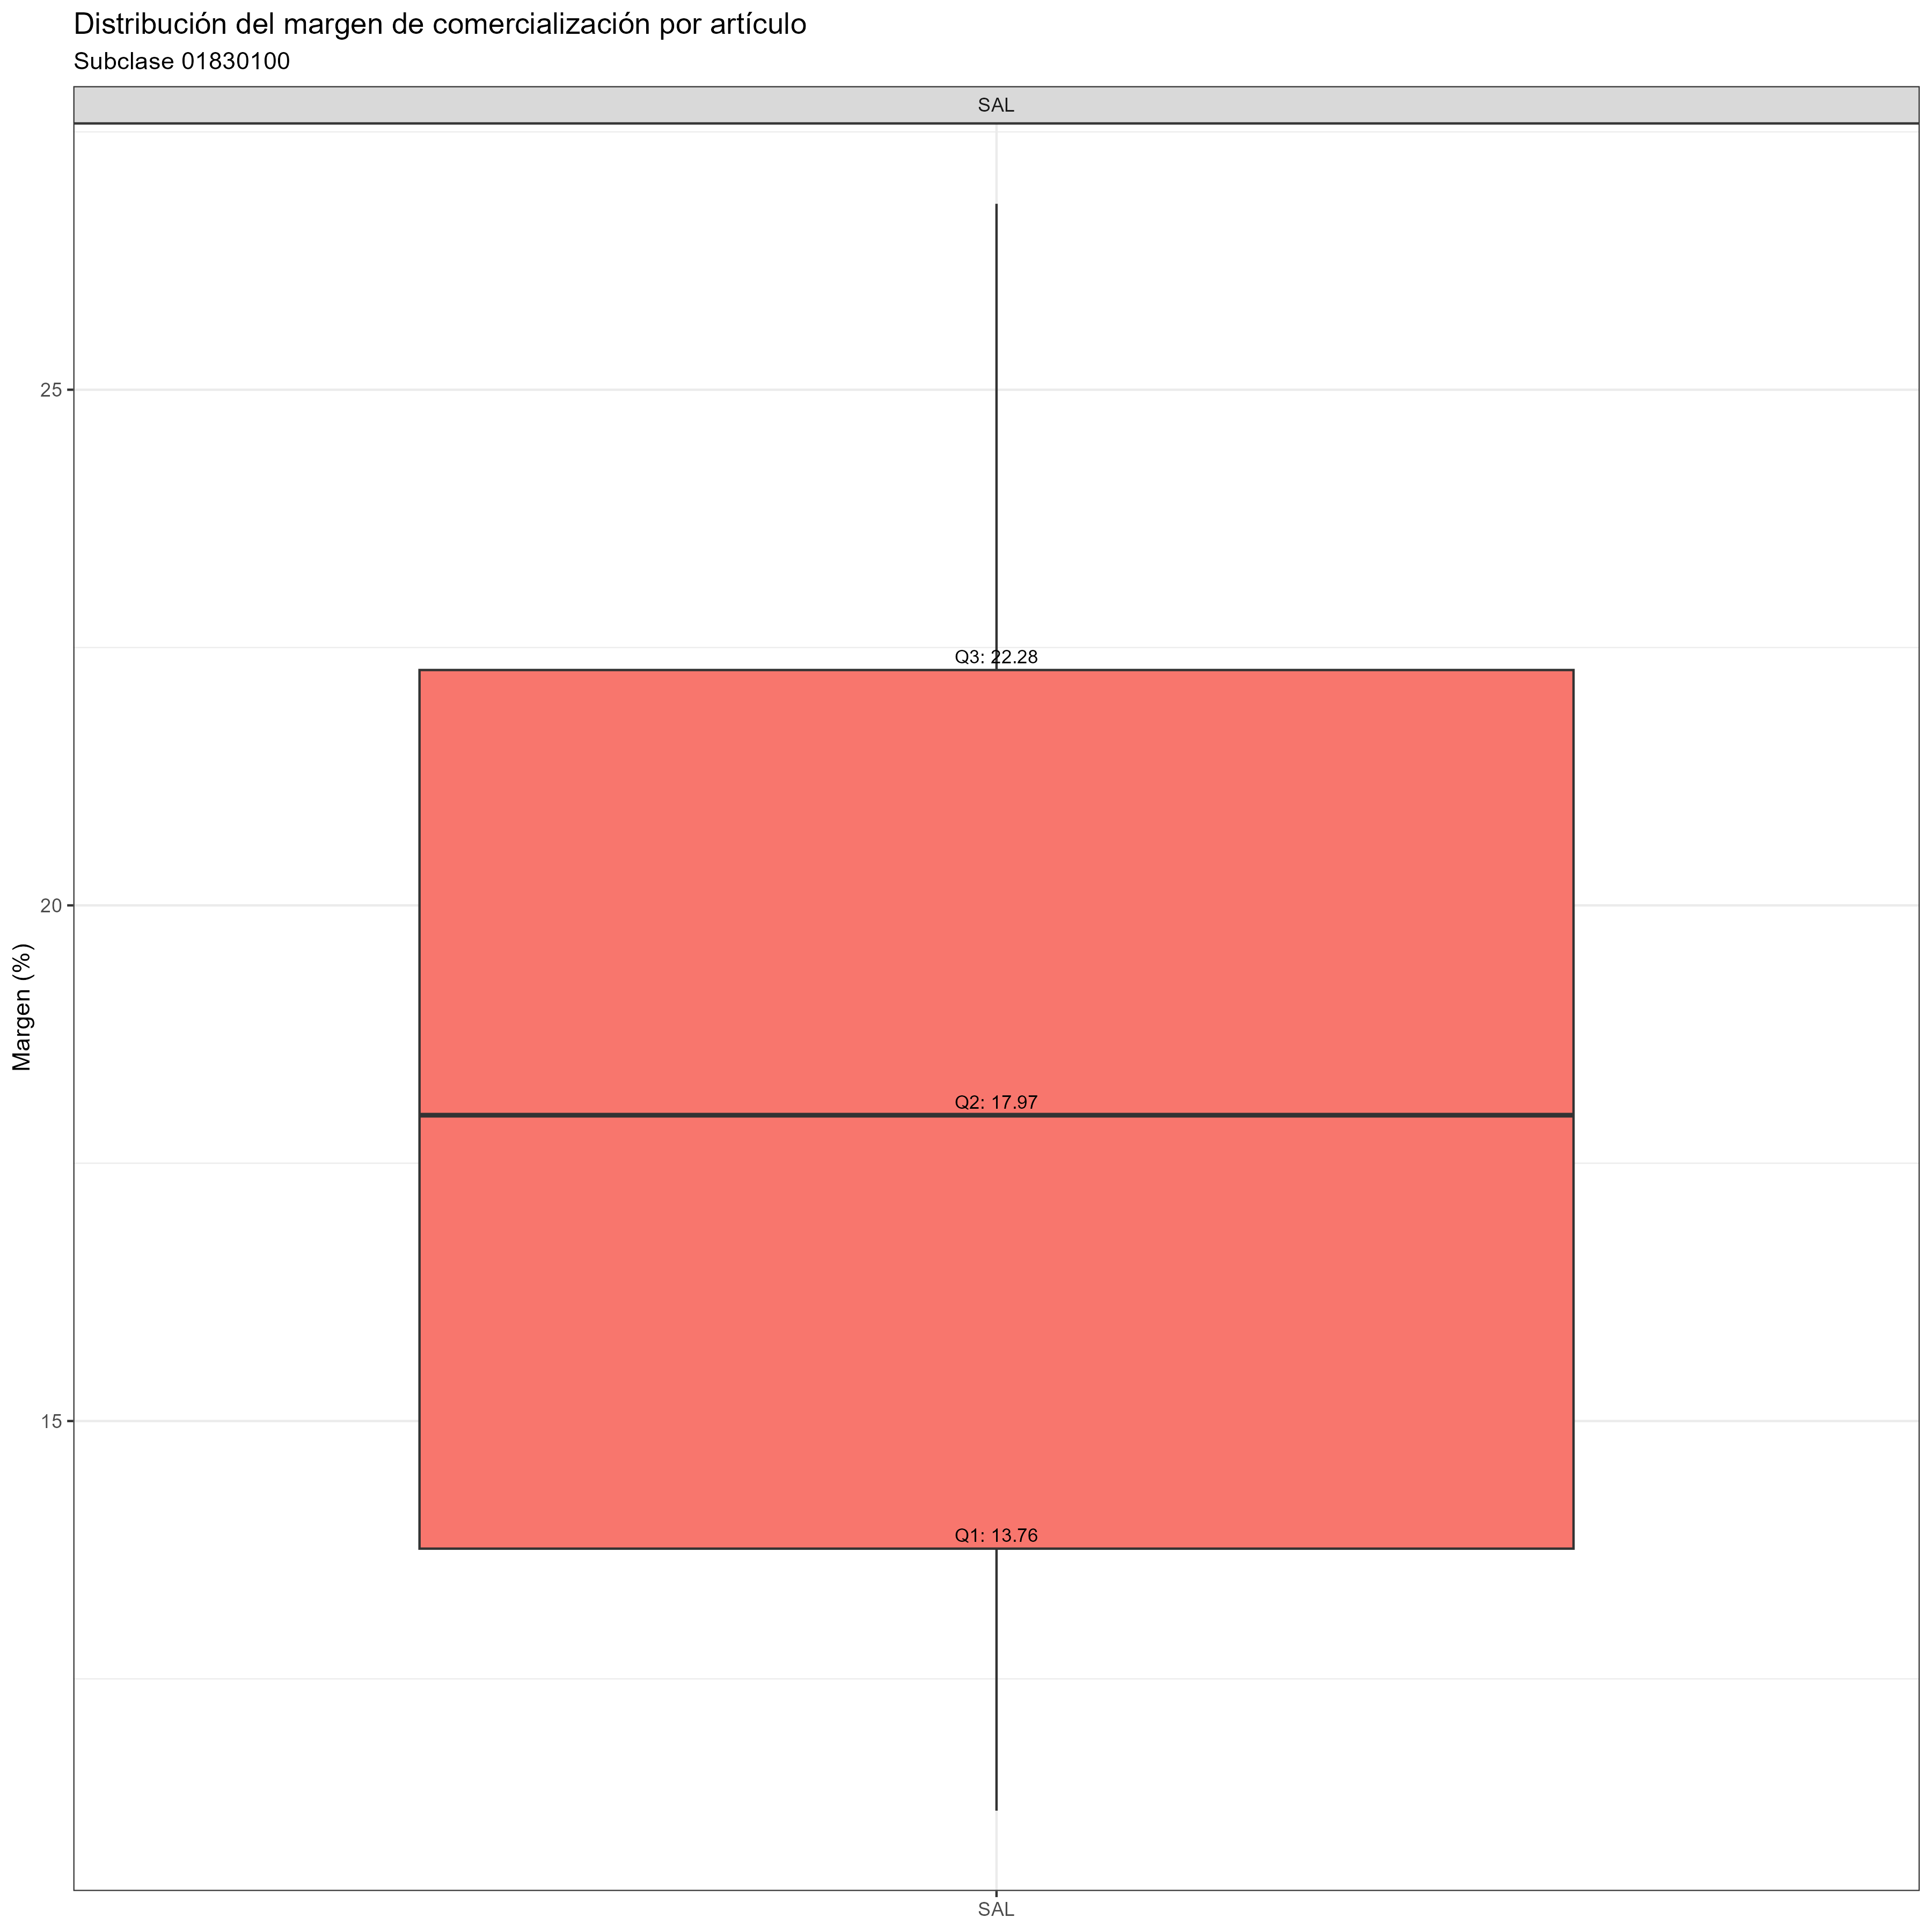 Distribución del margen de comercialización por artículo
Subclase 01830100
SAL
25
Q3: 22.28
20
Margen (%)
Q2: 17.97
15
Q1: 13.76
SAL